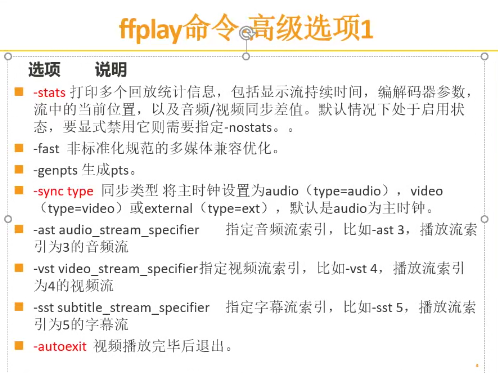 ffplay命令 高级选项1
选项 说明
-stats 打印多个回放统计信息，包括显示流持续时间，编解码器参数，
流中的当前位置，以及音频/视频同步差值。默认情况下处于启用状
态，要显式禁用它则需要指定-nostats。。
-fast 非标准化规范的多媒体兼容优化。
-genpts 生成pts。
-sync type 同步类型 将主时钟设置为audio（type=audio），video
（type=video）或external（type=ext），默认是audio为主时钟。
-ast audio_stream_specifier 指定音频流索引，比如-ast 3，播放流索
引为3的音频流
-vst video_stream_specifier指定视频流索引，比如-vst 4，播放流索引
为4的视频流
-sst subtitle_stream_specifier 指定字幕流索引，比如-sst 5，播放流索
引为5的字幕流
-autoexit 视频播放完毕后退出。